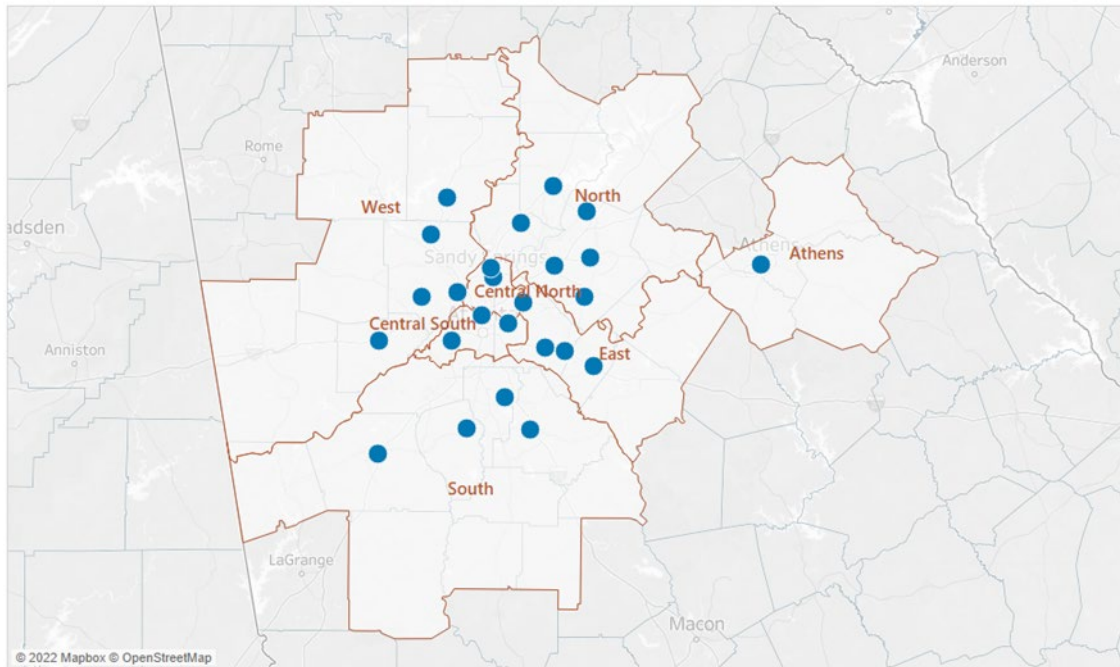 Anderson
Rome
North
West
adsden
Athens
Sandy Springs
Athens
Central North
Central South
Anniston
East
South
LaGrange
Macon
© 2022 Mapbox © OpenStreetMap